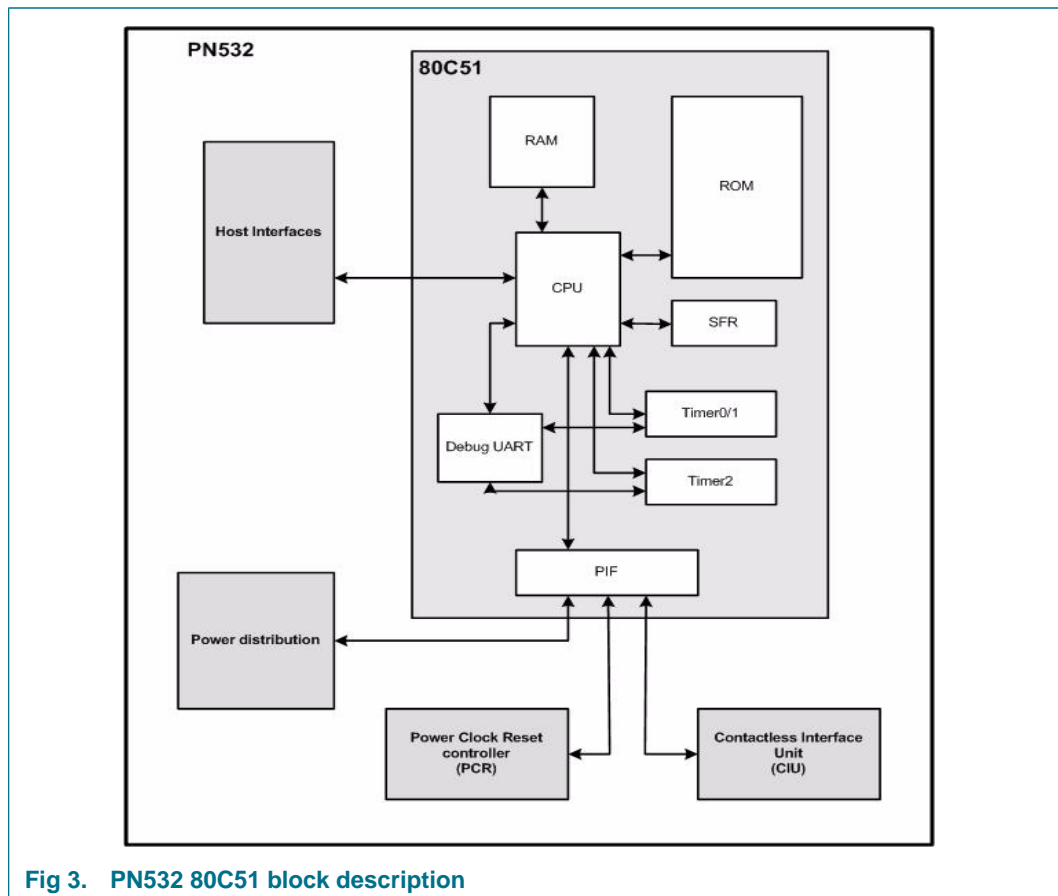 PN532
80C51
RAM
ROM
Host Interfaces
CPU
SFR
Timer0/1
Debug UART
Timer2
PIF
Power distribution
Power Clock Reset
controller
(PCR)
Contactless Interface
Unit
(CIU)
Fig 3. PN532 80C51 block description